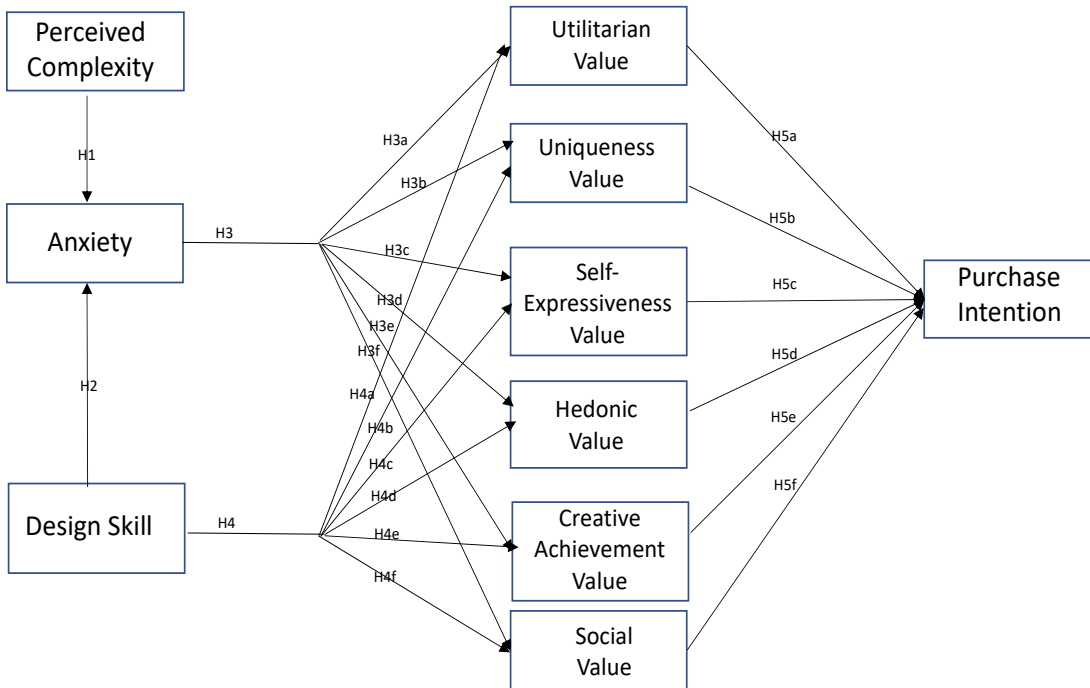 Perceived
Complexity
H1
Anxiety
H2
Design Skill
H3
H4
H3a
H3b
H3c
H3d
H3e
H3f
H4a
H4b
H4c
H4d
H4e
H4f
Utilitarian
Value
Uniqueness
Value
Self-
Expressiveness
Value
Hedonic
Value
Creative
Achievement
Value
Social
Value
H5a
H5b
H5c
H5d
H5e
H5f
Purchase
Intention